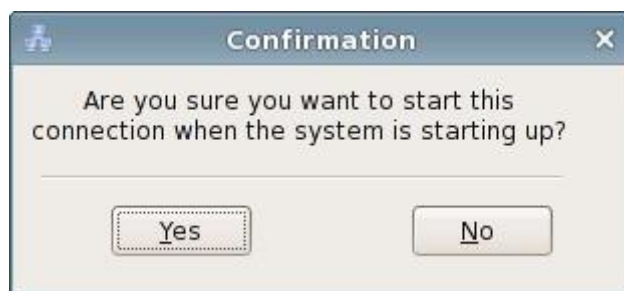 Confirmation
Are you sure you want to start this
connection when the system is starting up?
Yes
No